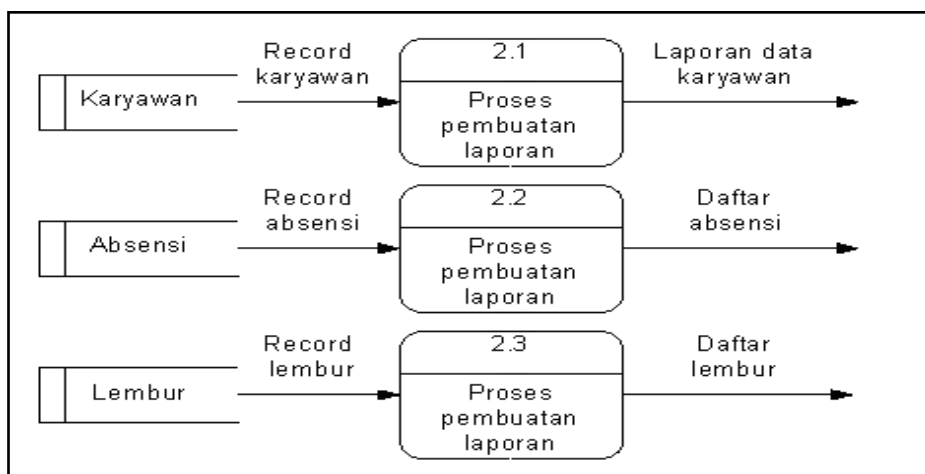 Karyawan
Record
karyawan
2.1
Proses
pembuatan
laporan
Laporan data
karyawan
Absensi
Record
absensi
2.2
Proses
pembuatan
laporan
Daftar
absensi
Lembur
Record
lembur
2.3
Proses
pembuatan
laporan
Daftar
lembur